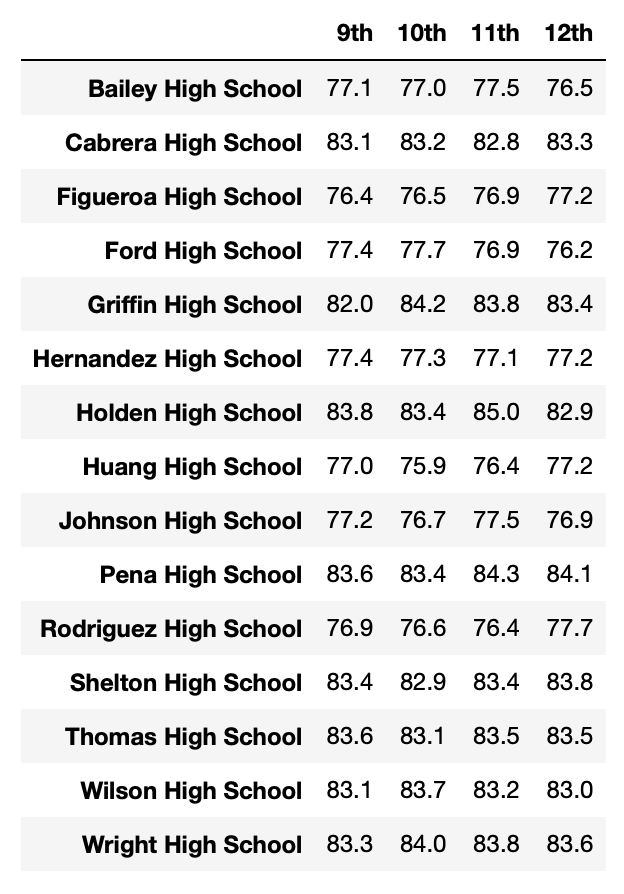 9th 10th 11th 12th
Bailey High School 77.1 77.0 77.5 76.5
Cabrera High School 83.1 83.2 82.8 83.3
Figueroa High School 76.4 76.5 76.9 77.2
Ford High School 77.4 77.7 76.9 76.2
Griffin High School 82.0 84.2 83.8 83.4
Hernandez High School 77.4 77.3 77.1 77.2
Holden High School 83.8 83.4 85.0 82.9
Huang High School 77.0 75.9 76.4 77.2
Johnson High School 77.2 76.7 77.5 76.9
Pena High School 83.6 83.4 84.3 84.1
Rodriguez High School 76.9 76.6 76.4 77.7
Shelton High School 83.4 82.9 83.4 83.8
Thomas High School 83.6 83.1 83.5 83.5
Wilson High School 83.1 83.7 83.2 83.0
Wright High School 83.3 84.0 83.8 83.6